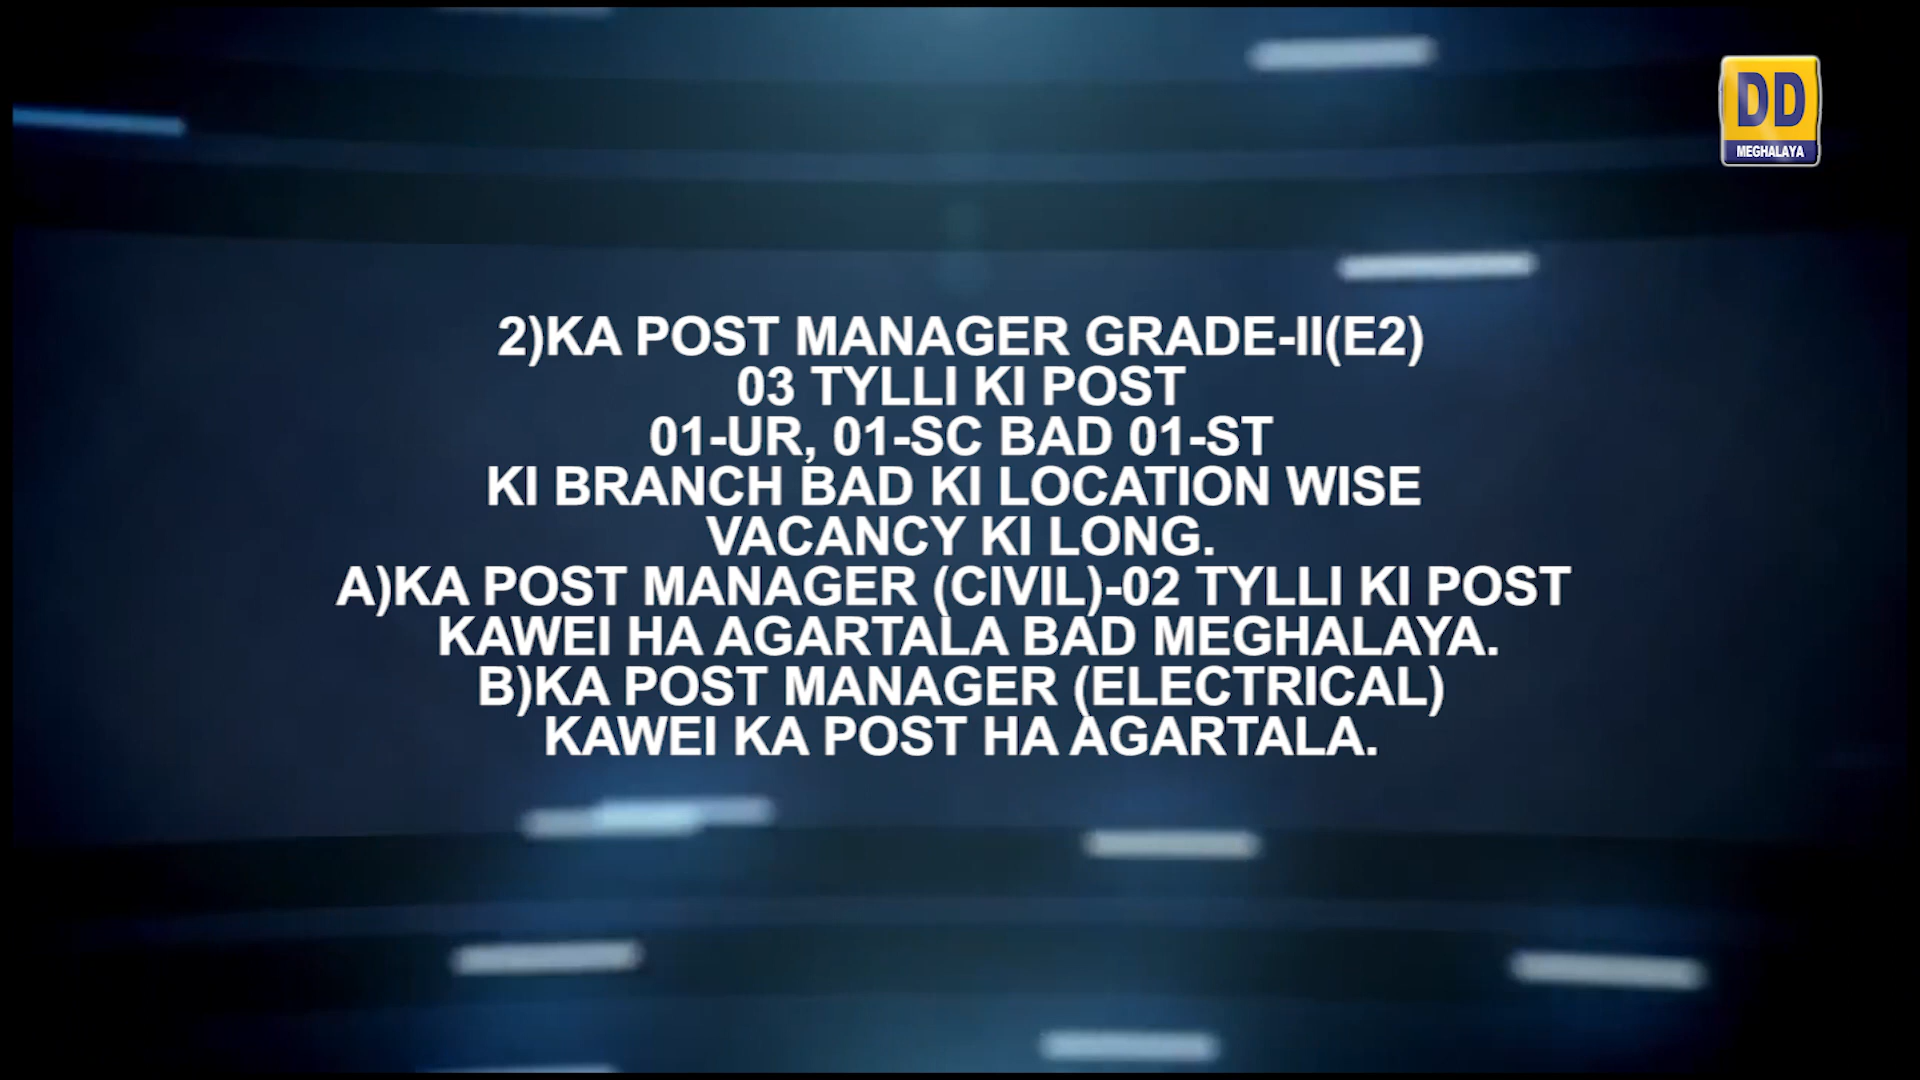 DD
MEGHALAYA
2)KA POST MANAGER GRADE-II(E2)
03 TYLLI KI POST
01-UR, 01-SC BAD 01-ST
KI BRANCH BAD KI LOCATION WISE
VACANCY KI LONG.
A)KA POST MANAGER (CIVIL)-02 TYLLI KI POST
KAWEI HA AGARTALA BAD MEGHALAYA.
B)KA POST MANAGER (ELECTRICAL)
KAWEI KA POST HA AGARTALA.